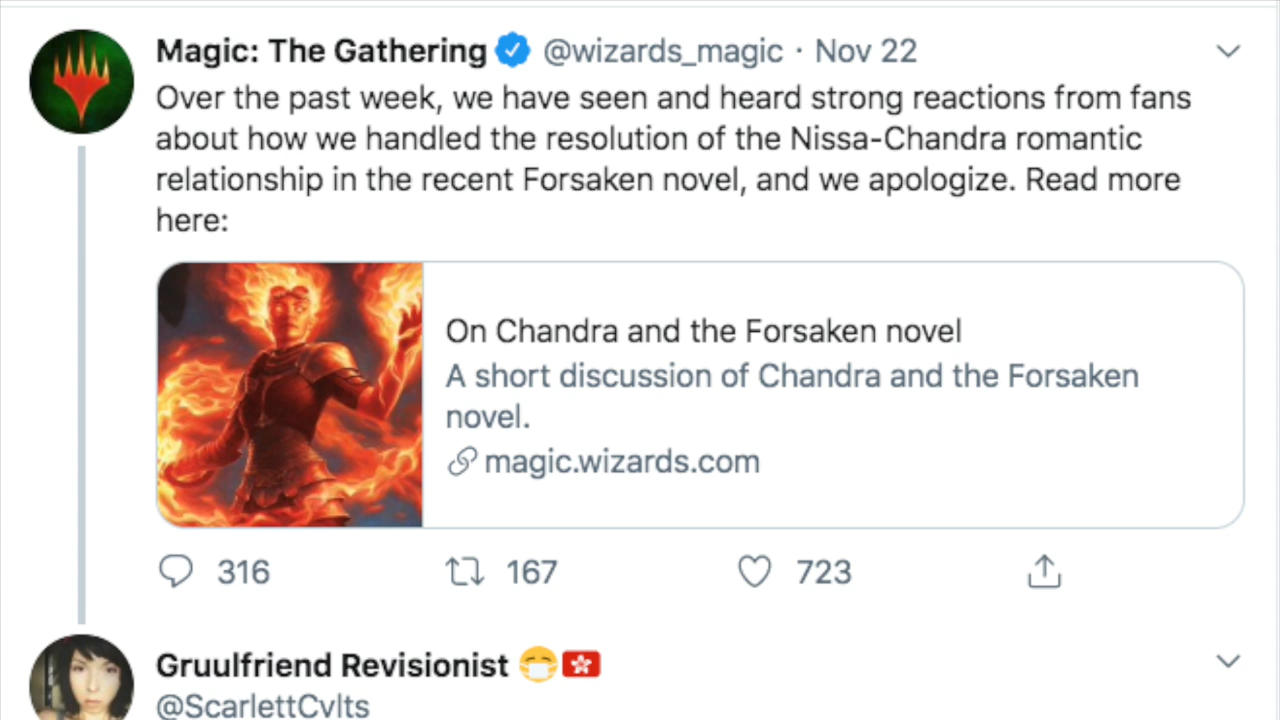 Magic: The Gathering @wizards_magic · Nov 22
Over the past week, we have seen and heard strong reactions from fans
about how we handled the resolution of the Nissa-Chandra romantic
relationship in the recent Forsaken novel, and we apologize. Read more
here:
On Chandra and the Forsaken novel
A short discussion of Chandra and the Forsaken
novel.
magic.wizards.com
316 167 723
Gruulfriend Revisionist 😷🇭🇰
@ScarlettCvlts